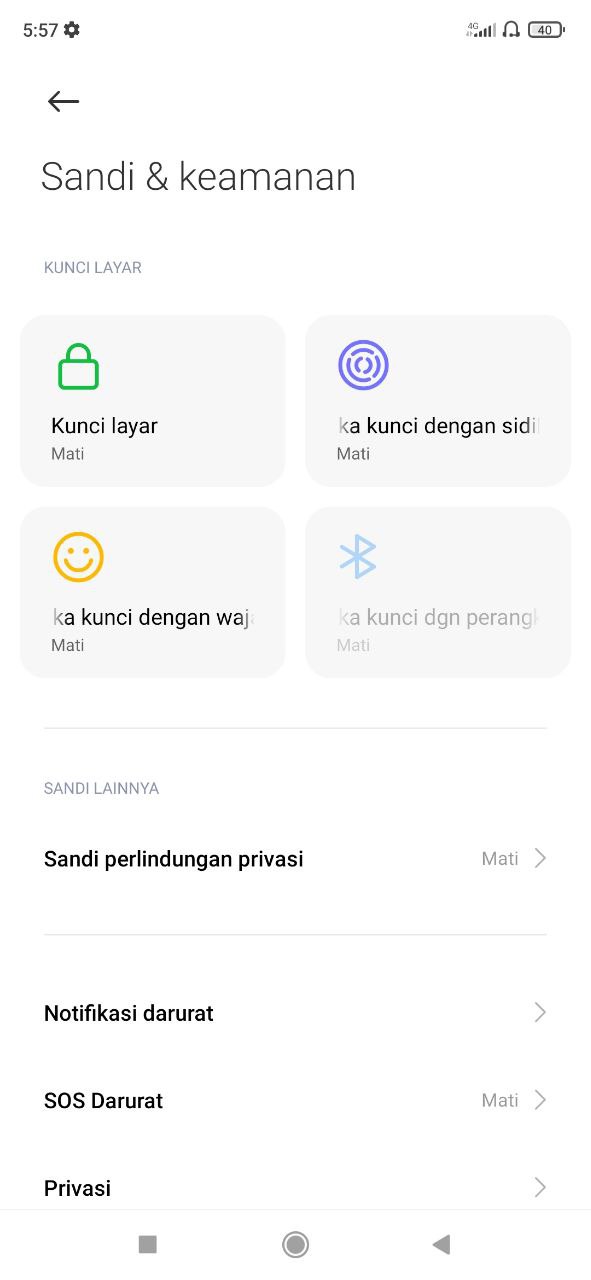 5:57
4G
40
Sandi & keamanan
KUNCI LAYAR
Kunci layar
Mati
ka kunci dengan sidi
Mati
ka kunci dengan waj
Mati
ka kunci dgn perang
Mati
SANDI LAINNYA
Sandi perlindungan privasi
Mati
Notifikasi darurat
SOS Darurat
Mati
Privasi